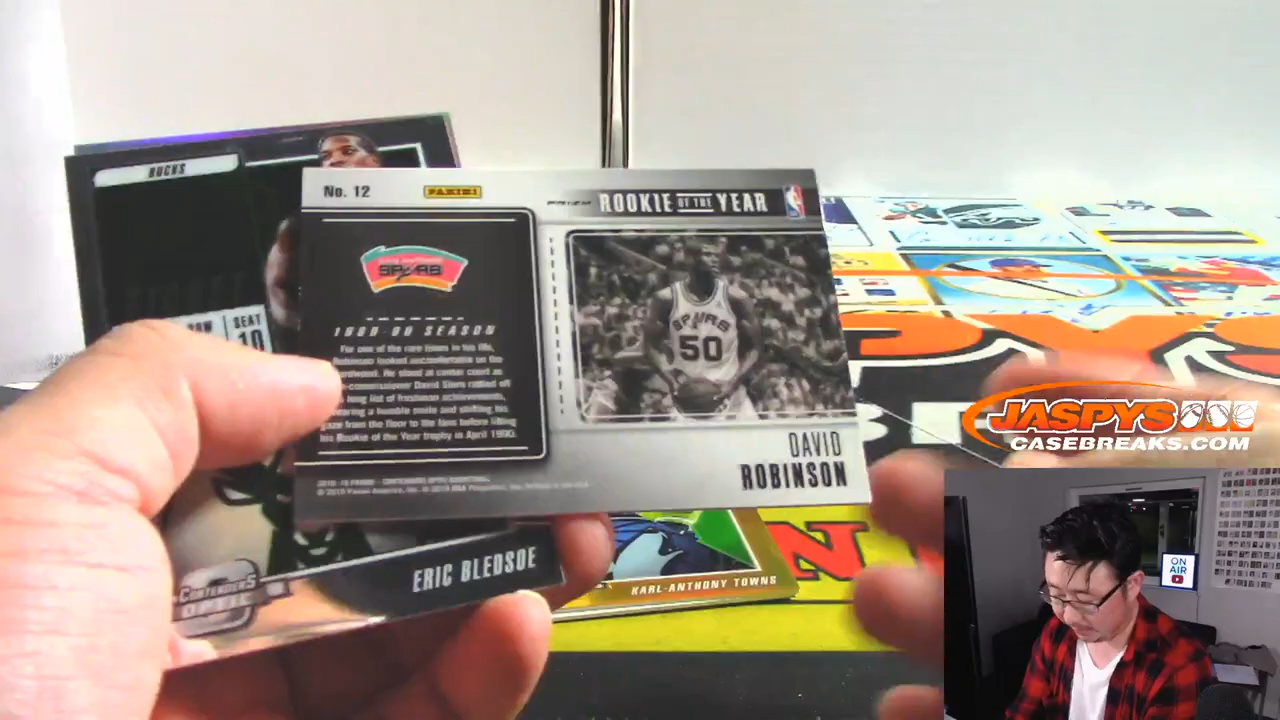 BUCKS
SEAT
10
No. 12
PANINI
PRIZM ROOKIE OF THE YEAR
SPURS
1989-90 SEASON
For one of the rare times in his life,
Robinson looked uncomfortable on the
He stood at center court as
commissioner David Stern rattled off
long list of freshman achievements,
wearing a humble smile and shifting his
gaze from the floor to the fans before lifting
his Rookie of the Year trophy in April 1990.
SPURS
50
DAVID
ROBINSON
ERIC BLEDSOE
CONTENDERS
OPTIC
KARL-ANTHONY TOWNS
JASPYS
CASEBREAKS.COM
ON
AIR